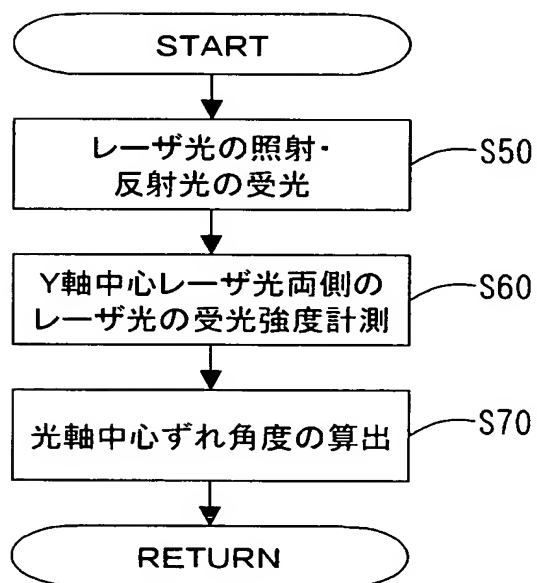 START
レーザ光の照射・
反射光の受光
S50
Y軸中心レーザ光両側の
レーザ光の受光強度計測
S60
光軸中心ずれ角度の算出
S70
RETURN